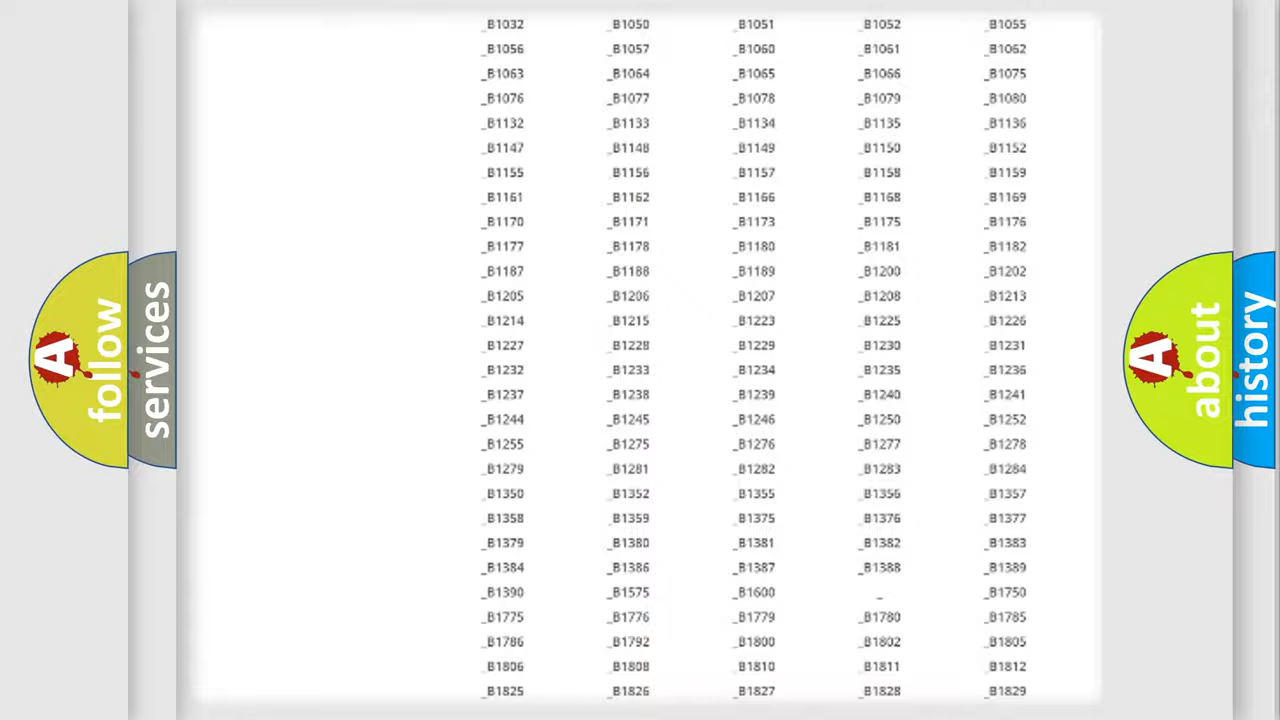 _B1032 _B1050 _B1051 _B1052 _B1055
_B1056 _B1057 _B1060 _B1061 _B1062
_B1063 _B1064 _B1065 _B1066 _B1075
_B1076 _B1077 _B1078 _B1079 _B1080
_B1132 _B1133 _B1134 _B1135 _B1136
_B1147 _B1148 _B1149 _B1150 _B1152
_B1155 _B1156 _B1157 _B1158 _B1159
_B1161 _B1162 _B1166 _B1168 _B1169
_B1170 _B1171 _B1173 _B1175 _B1176
_B1177 _B1178 _B1180 _B1181 _B1182
_B1187 _B1188 _B1189 _B1200 _B1202
_B1205 _B1206 _B1207 _B1208 _B1213
_B1214 _B1215 _B1223 _B1225 _B1226
_B1227 _B1228 _B1229 _B1230 _B1231
_B1232 _B1233 _B1234 _B1235 _B1236
_B1237 _B1238 _B1239 _B1240 _B1241
_B1244 _B1245 _B1246 _B1250 _B1252
_B1255 _B1275 _B1276 _B1277 _B1278
_B1279 _B1281 _B1282 _B1283 _B1284
_B1350 _B1352 _B1355 _B1356 _B1357
_B1358 _B1359 _B1375 _B1376 _B1377
_B1379 _B1380 _B1381 _B1382 _B1383
_B1384 _B1386 _B1387 _B1388 _B1389
_B1390 _B1575 _B1600 _ _B1750
_B1775 _B1776 _B1779 _B1780 _B1785
_B1786 _B1792 _B1800 _B1802 _B1805
_B1806 _B1808 _B1810 _B1811 _B1812
_B1825 _B1826 _B1827 _B1828 _B1829
A follow
services
A about
history